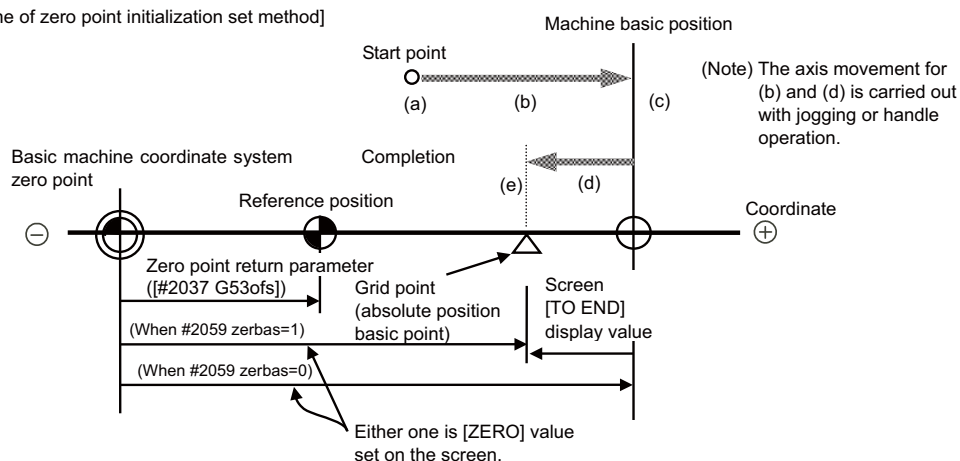 ne of zero point initialization set method]
Machine basic position
Start point
(a)
(b)
(c)
(Note) The axis movement for
(b) and (d) is carried out
with jogging or handle
operation.
Basic machine coordinate system
zero point
Completion
(e)
(d)
Reference position
Coordinate
−
+
Zero point return parameter
([#2037 G53ofs])
Grid point
(absolute position
basic point)
Screen
[TO END]
display value
(When #2059 zerbas=1)
(When #2059 zerbas=0)
Either one is [ZERO] value
set on the screen.